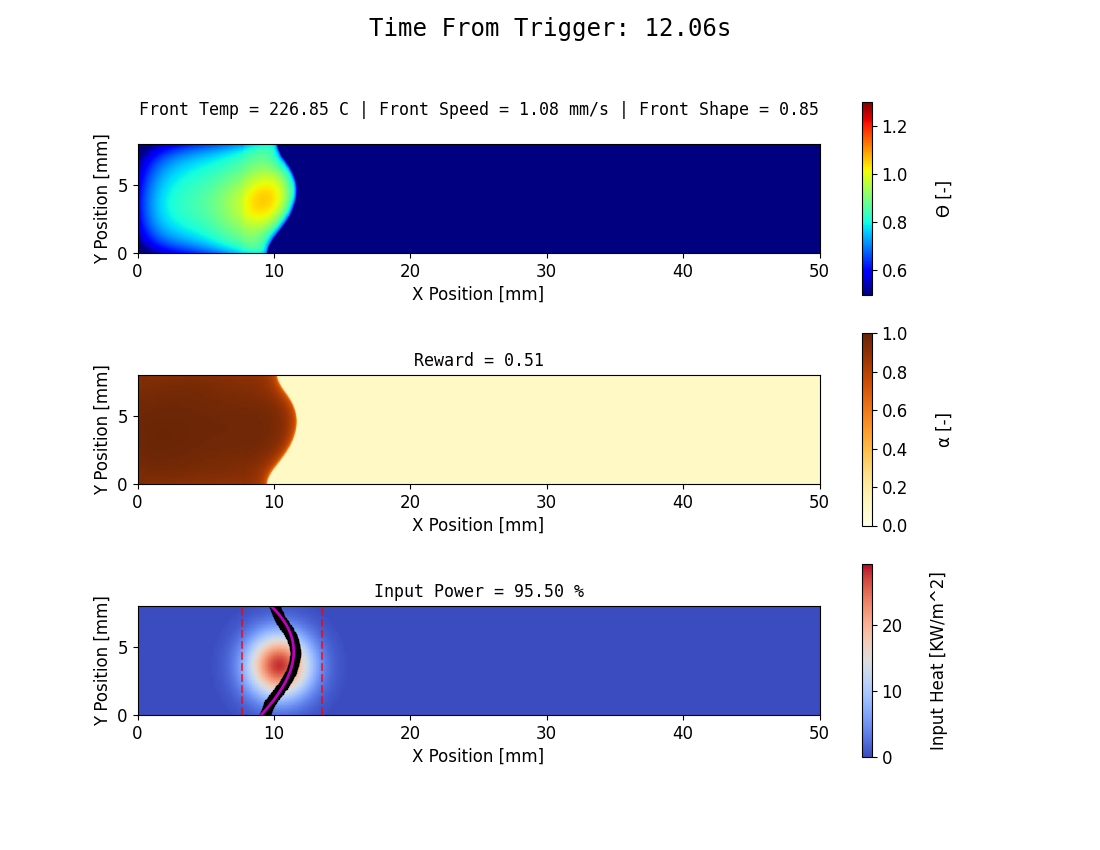 Time From Trigger: 12.06s
Front Temp = 226.85 C | Front Speed = 1.08 mm/s | Front Shape = 0.85
Y Position [mm]
5
0
0 10 20 30 40 50
X Position [mm]
1.2
1.0
0.8
0.6
Θ [-]
Reward = 0.51
Y Position [mm]
5
0
0 10 20 30 40 50
X Position [mm]
1.0
0.8
0.6
0.4
0.2
0.0
α [-]
Input Power = 95.50 %
Y Position [mm]
5
0
0 10 20 30 40 50
X Position [mm]
20
10
0
Input Heat [KW/m^2]